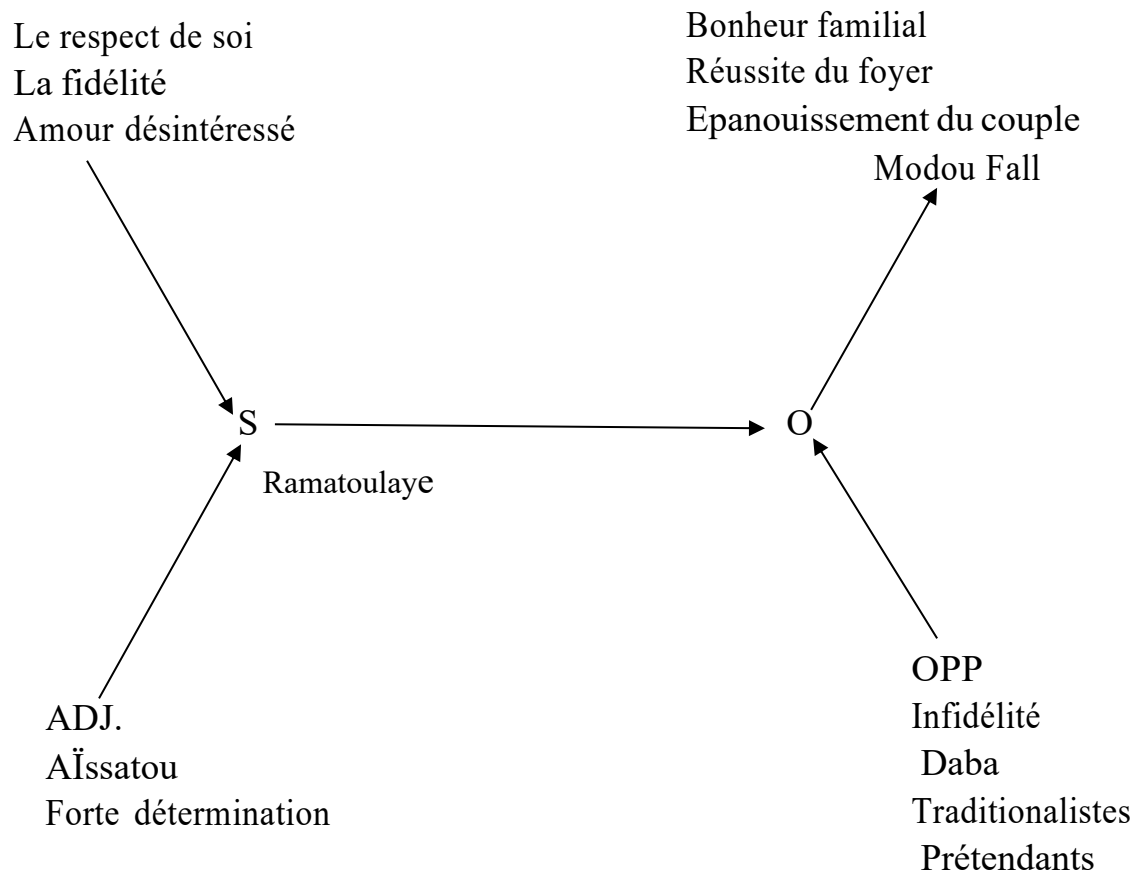 Le respect de soi
La fidélité
Amour désintéressé
Bonheur familial
Réussite du foyer
Epanouissement du couple
Modou Fall
S
O
Ramatoulaye
ADJ.
AÏssatou
Forte détermination
OPP
Infidélité
Daba
Traditionalistes
Prétendants